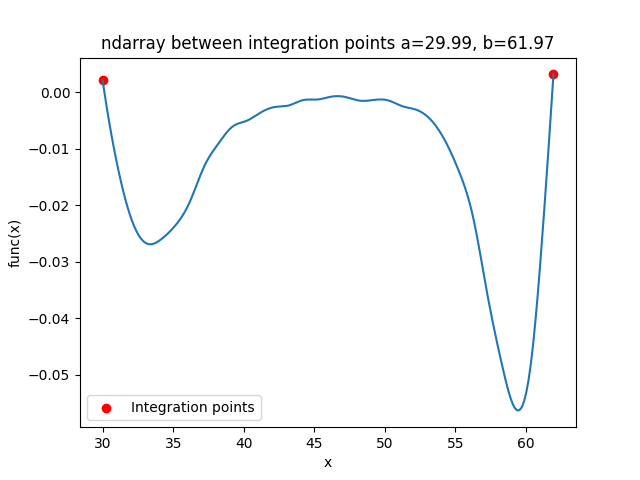 ndarray between integration points a=29.99, b=61.97
0.00
−0.01
−0.02
−0.03
−0.04
−0.05
func(x)
Integration points
30 35 40 45 50 55 60
x